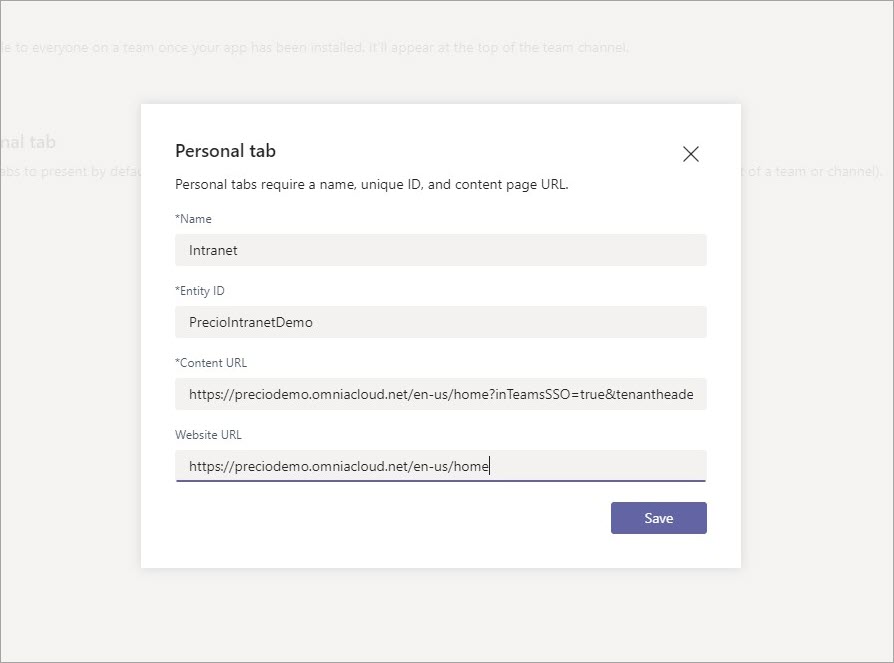 le to everyone on a team once your app has been installed. It'll appear at the top of the team channel.
Personal tab
nal tab
abs to present by defau
t of a team or channel).
Personal tabs require a name, unique ID, and content page URL.
*Name
Intranet
*Entity ID
PrecioIntranetDemo
*Content URL
https://preciodemo.omniacloud.net/en-us/home?inTeamsSSO=true&tenantheade
Website URL
https://preciodemo.omniacloud.net/en-us/home
Save